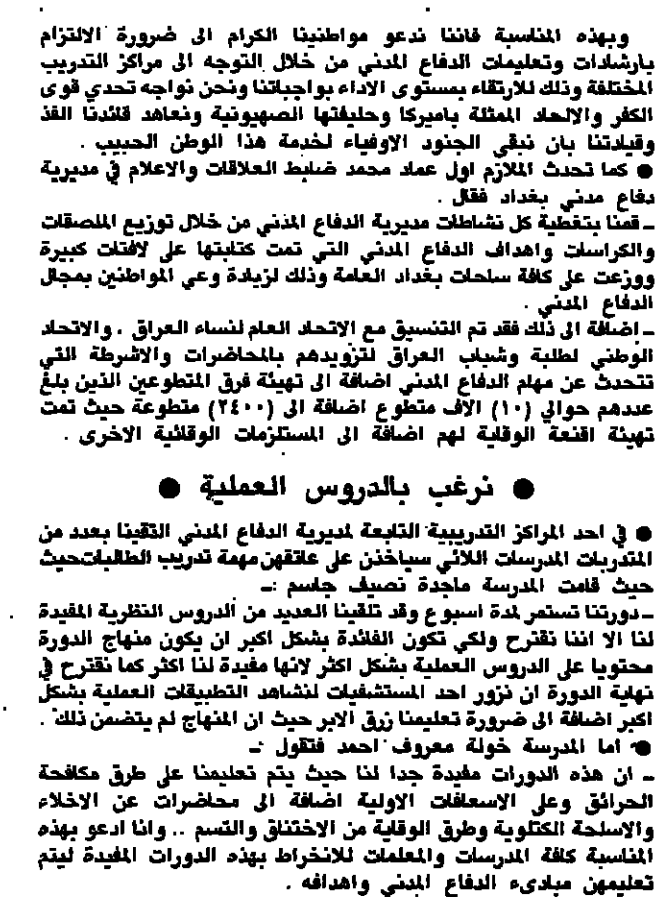 وبهذه المناسبة فاننا ندعو مواطنينا الكرام الى ضرورة الالتزام
بارشادات وتعليمات الدفاع المدني من خلال التوجه الى مراكز التدريب
المختلفة وذلك للارتقاء بمستوى الاداء بواجباتنا ونحن نواجه تحدي قوى
الكفر والالحاد الممثلة باميركا وحليفتها الصهيونية ونعاهد قائدنا الفذ
وقيادتنا بان نبقي الجنود الاوفياء لخدمة هذا الوطن الحبيب .
● كما تحدث الملازم اول عماد محمد ضابط العلاقات والاعلام في مديرية
دفاع مدني بغداد فقال .
ـ قمنا بتغطية كل نشاطات مديرية الدفاع المدني من خلال توزيع الملصقات
والكراسات واهداف الدفاع المدني التي تمت كتابتها على لافتات كبيرة
ووزعت على كافة ساحات بغداد العامة وذلك لزيادة وعي المواطنين بمجال
الدفاع المدني .
ـ اضافة الى ذلك فقد تم التنسيق مع الاتحاد العام لنساء العراق . والاتحاد
الوطني لطلبة وشباب العراق لتزويدهم بالمحاضرات والاشرطة التي
تتحدث عن مهام الدفاع المدني اضافة الى تهيئة فرق المتطوعين الذين بلغ
عددهم حوالي (١٠) الاف متطوع اضافة الى (٢٤٠٠) متطوعة حيث تمت
تهيئة اقنعة الوقاية لهم اضافة الى المستلزمات الوقائية الاخرى .
● نرغب بالدروس العملية ●
● في احد المراكز التدريبية التابعة لمديرية الدفاع المدني التقينا بعدد من
المتدربات المدرسات اللائي سياخذن على عاتقهن مهمة تدريب الطالبات حيث
حيث قامت المدرسة ماجدة نصيف جاسم :ـ
ـ دورتنا تستمر لمدة اسبوع وقد تلقينا العديد من الدروس النظرية المفيدة
لنا الا اننا نقترح ولكي تكون الفائدة بشكل اكبر ان يكون منهاج الدورة
محتويا على الدروس العملية بشكل اكثر لانها مفيدة لنا اكثر كما نقترح في
نهاية الدورة ان نزور احد المستشفيات لنشاهد التطبيقات العملية بشكل
اكبر اضافة الى ضرورة تعليمنا زرق الابر حيث ان المنهاج لم يتضمن ذلك .
● اما المدرسة خولة معروف احمد فتقول :ـ
ـ ان هذه الدورات مفيدة جدا لنا حيث يتم تعليمنا على طرق مكافحة
الحرائق وعلى الاسعافات الاولية اضافة الى محاضرات عن الاخلاء
والاسلحة الكتلوية وطرق الوقاية من الاختناق والتسم .. وانا ادعو بهذه
المناسبة كافة المدرسات والمعلمات للانخراط بهذه الدورات المفيدة ليتم
تعليمهن مبادىء الدفاع المدني واهدافه .